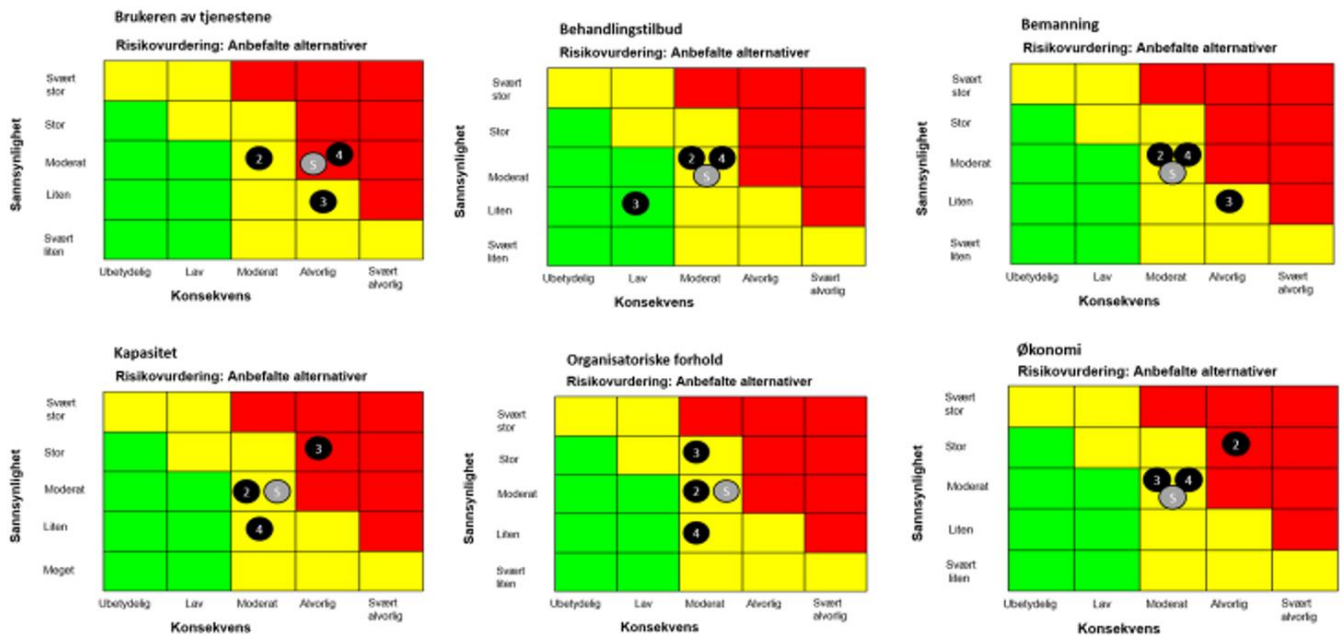 Brukeren av tjenestene
Risikovurdering: Anbefalte alternativer
Sannsynlighet
Svært
stor
Stor
Moderat
Liten
Svært
liten
2
S
4
3
Ubetydelig Lav Moderat Alvorlig Svært
alvorlig
Konsekvens
Behandlingstilbud
Risikovurdering: Anbefalte alternativer
Sannsynlighet
Svært
stor
Stor
Moderat
Liten
Svært
liten
2 4
S
3
Ubetydelig Lav Moderat Alvorlig Svært
alvorlig
Konsekvens
Bemanning
Risikovurdering: Anbefalte alternativer
Sannsynlighet
Svært
stor
Stor
Moderat
Liten
Svært
liten
2 4
S
3
Ubetydelig Lav Moderat Alvorlig Svært
alvorlig
Konsekvens
Kapasitet
Risikovurdering: Anbefalte alternativer
Sannsynlighet
Svært
stor
Stor
Moderat
Liten
Meget
3
2 S
4
Ubetydelig Lav Moderat Alvorlig Svært
alvorlig
Konsekvens
Organisatoriske forhold
Risikovurdering: Anbefalte alternativer
Sannsynlighet
Svært
stor
Stor
Moderat
Liten
Svært
liten
3
2 S
4
Ubetydelig Lav Moderat Alvorlig Svært
alvorlig
Konsekvens
Økonomi
Risikovurdering: Anbefalte alternativer
Sannsynlighet
Svært
stor
Stor
Moderat
Liten
Svært
liten
2
3 4
S
Ubetydelig Lav Moderat Alvorlig Svært
alvorlig
Konsekvens